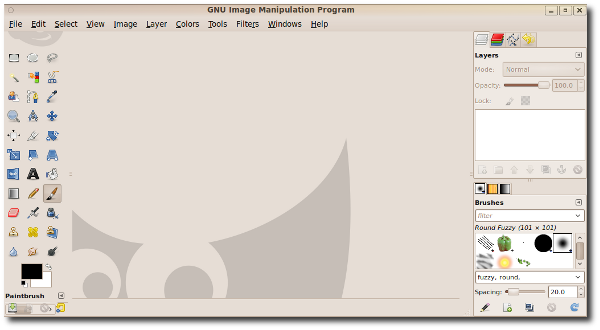 GNU Image Manipulation Program
File Edit Select View Image Layer Colors Tools Filters Windows Help
Layers
Mode: Normal
Opacity: 100.0
Lock:
Brushes
filter
Round Fuzzy (101 × 101)
fuzzy, round,
Spacing: 20.0
Paintbrush